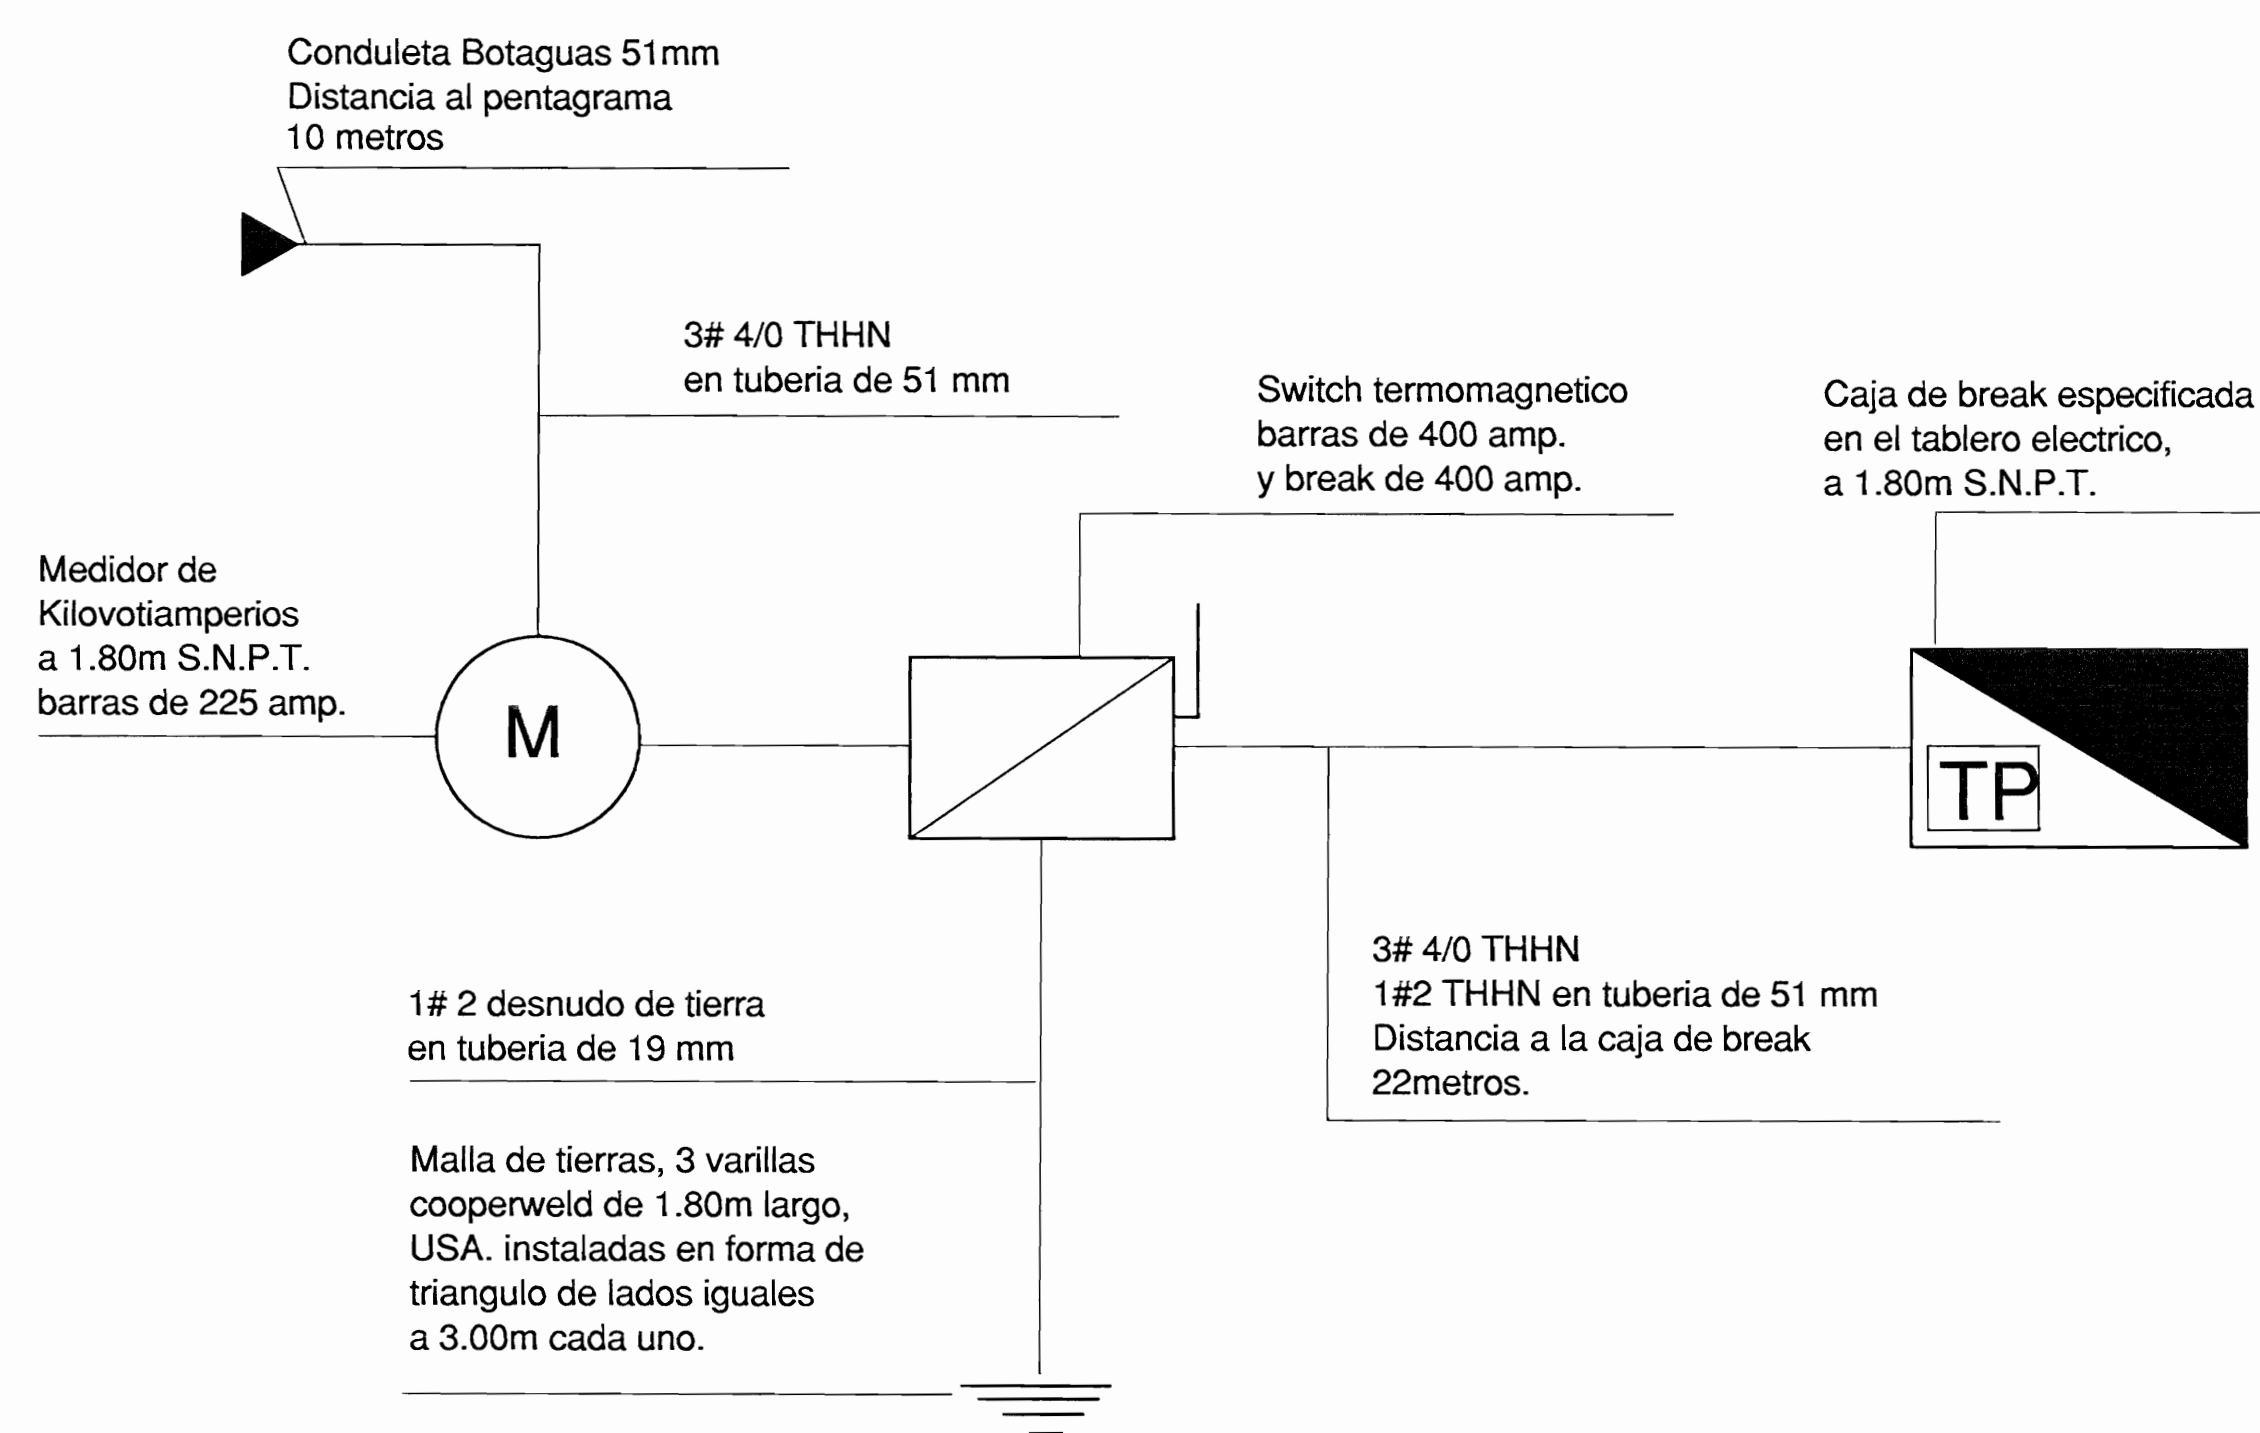 Conduleta Botaguas 51mm
Distancia al pentagrama
10 metros
3# 4/0 THHN
en tuberia de 51 mm
Switch termomagnetico
barras de 400 amp.
y break de 400 amp.
Caja de break especificada
en el tablero electrico,
a 1.80m S.N.P.T.
Medidor de
Kilovotiamperios
a 1.80m S.N.P.T.
barras de 225 amp.
M
TP
3# 4/0 THHN
1#2 THHN en tuberia de 51 mm
Distancia a la caja de break
22metros.
1# 2 desnudo de tierra
en tuberia de 19 mm
Malla de tierras, 3 varillas
cooperweld de 1.80m largo,
USA. instaladas en forma de
triangulo de lados iguales
a 3.00m cada uno.